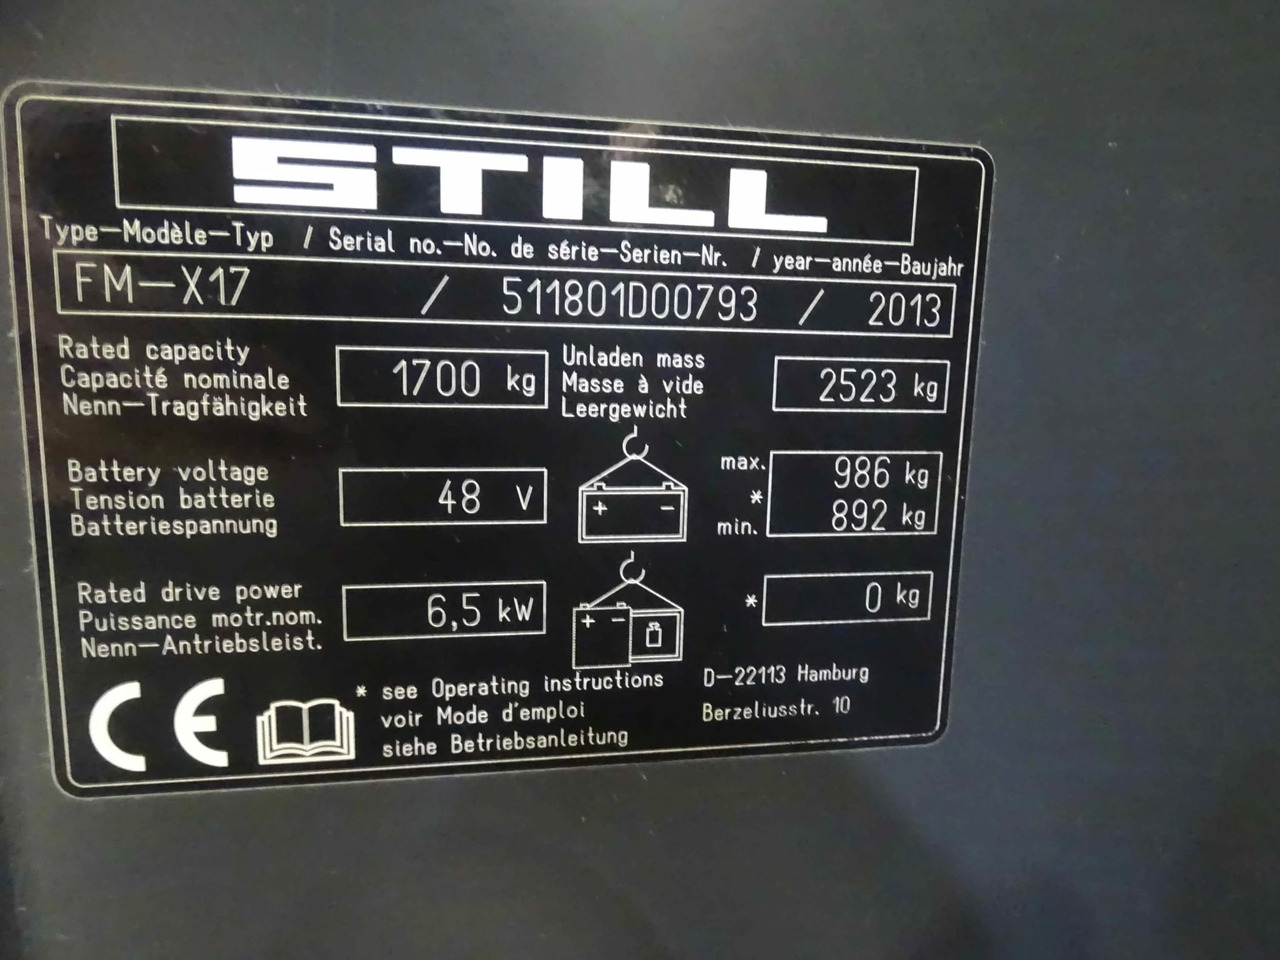 STILL
Type–Modèle–Typ / Serial no.–No. de série–Serien–Nr. / year–année–Baujahr
FM–X17 / 511801D00793 / 2013
Rated capacity
Capacité nominale
Nenn–Tragfähigkeit
1700 kg
Unladen mass
Masse à vide
Leergewicht
2523 kg
Battery voltage
Tension batterie
Batteriespannung
48 V
+ –
max.
*
min.
986 kg
892 kg
Rated drive power
Puissance motr.nom.
Nenn–Antriebsleist.
6,5 kW
+ –
* 0 kg
CE
* see Operating instructions
voir Mode d'emploi
siehe Betriebsanleitung
D–22113 Hamburg
Berzeliusstr. 10